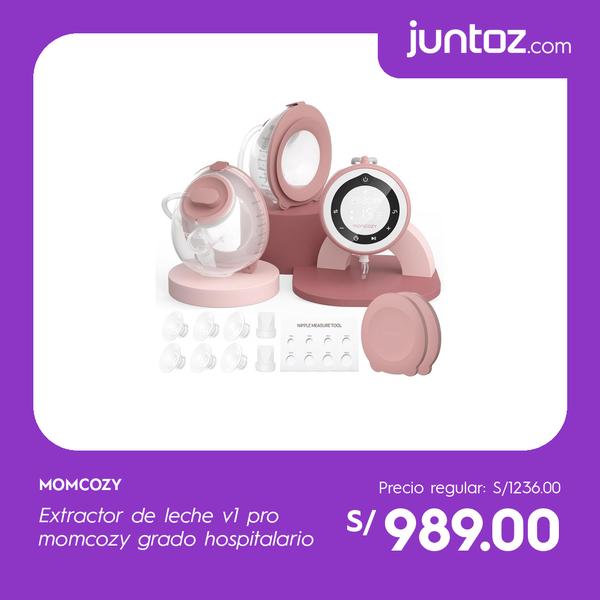 juntoz.com
momcozy
NIPPLE MEASURE TOOL
MOMCOZY
Extractor de leche v1 pro
momcozy grado hospitalario
Precio regular: S/1236.00
S/ 989.00